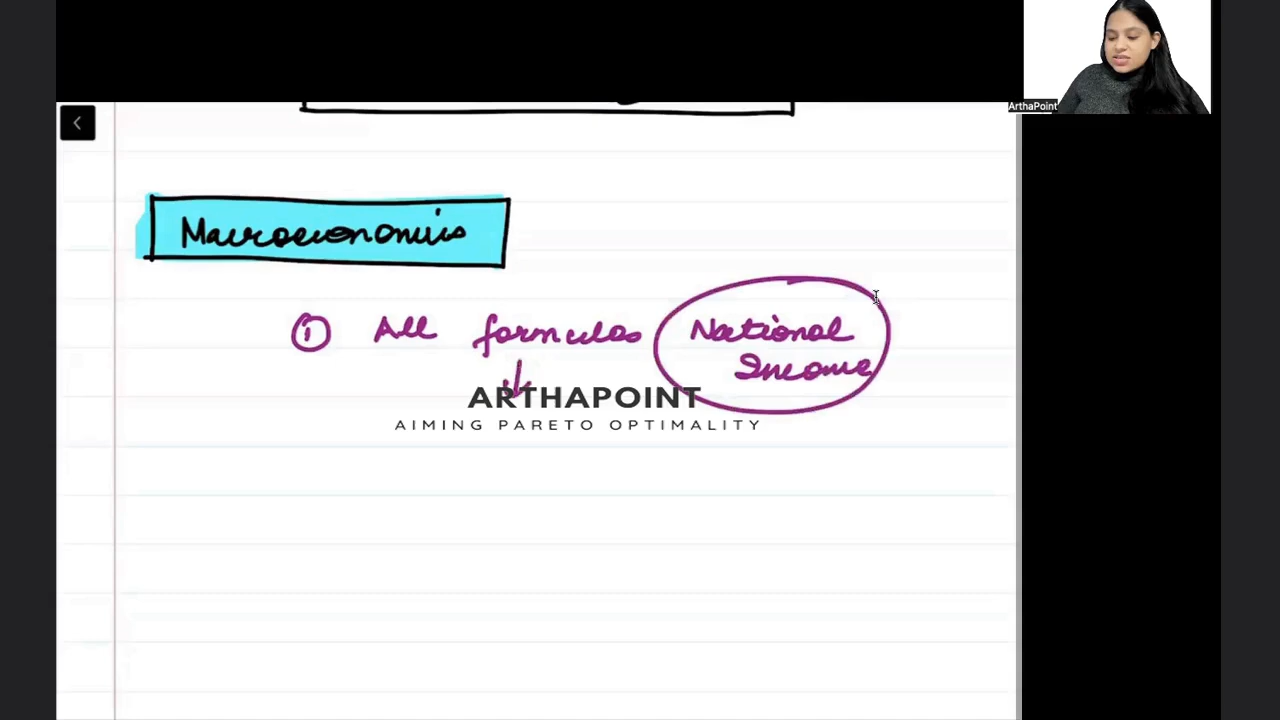 ArthaPoint
Macroeconomics
① All formulas National
Income
↓
ARTHAPOINT
AIMING PARETO OPTIMALITY